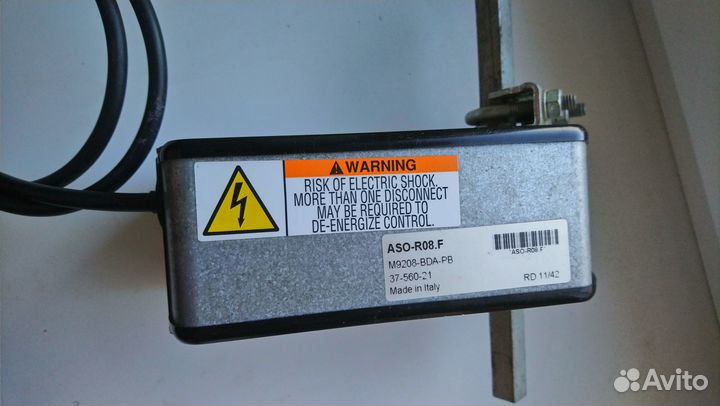 WARNING
RISK OF ELECTRIC SHOCK.
MORE THAN ONE DISCONNECT
MAY BE REQUIRED TO
DE-ENERGIZE CONTROL.
ASO-R08.F
M9208-BDA-PB
37-560-21
Made in Italy
*ASO-R08.F*
RD 11/42
Avito